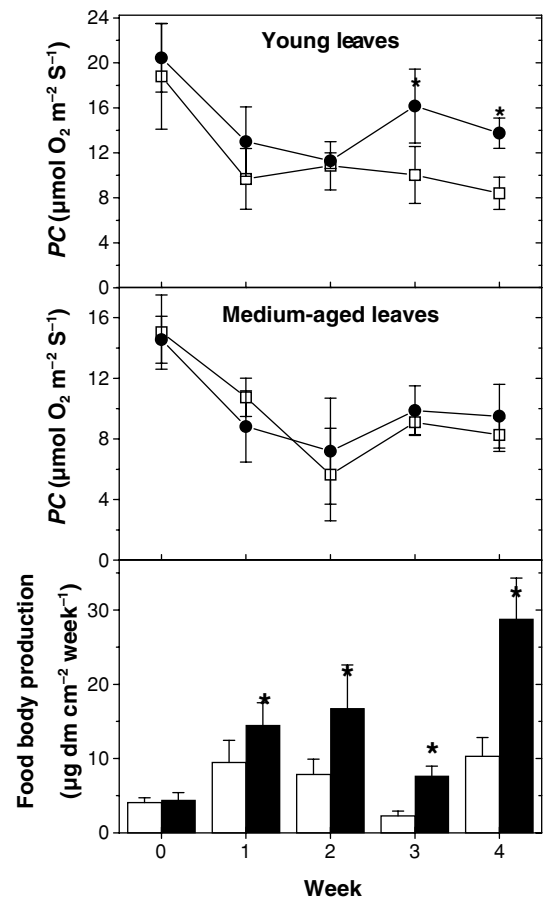 24
20
16
12
8
4
0
PC (µmol O₂ m⁻² S⁻¹)
Young leaves
*
*
16
12
8
4
0
PC (µmol O₂ m⁻² S⁻¹)
Medium-aged leaves
30
20
10
0
Food body production
(µg dm cm⁻² week⁻¹)
*
*
*
*
0 1 2 3 4
Week